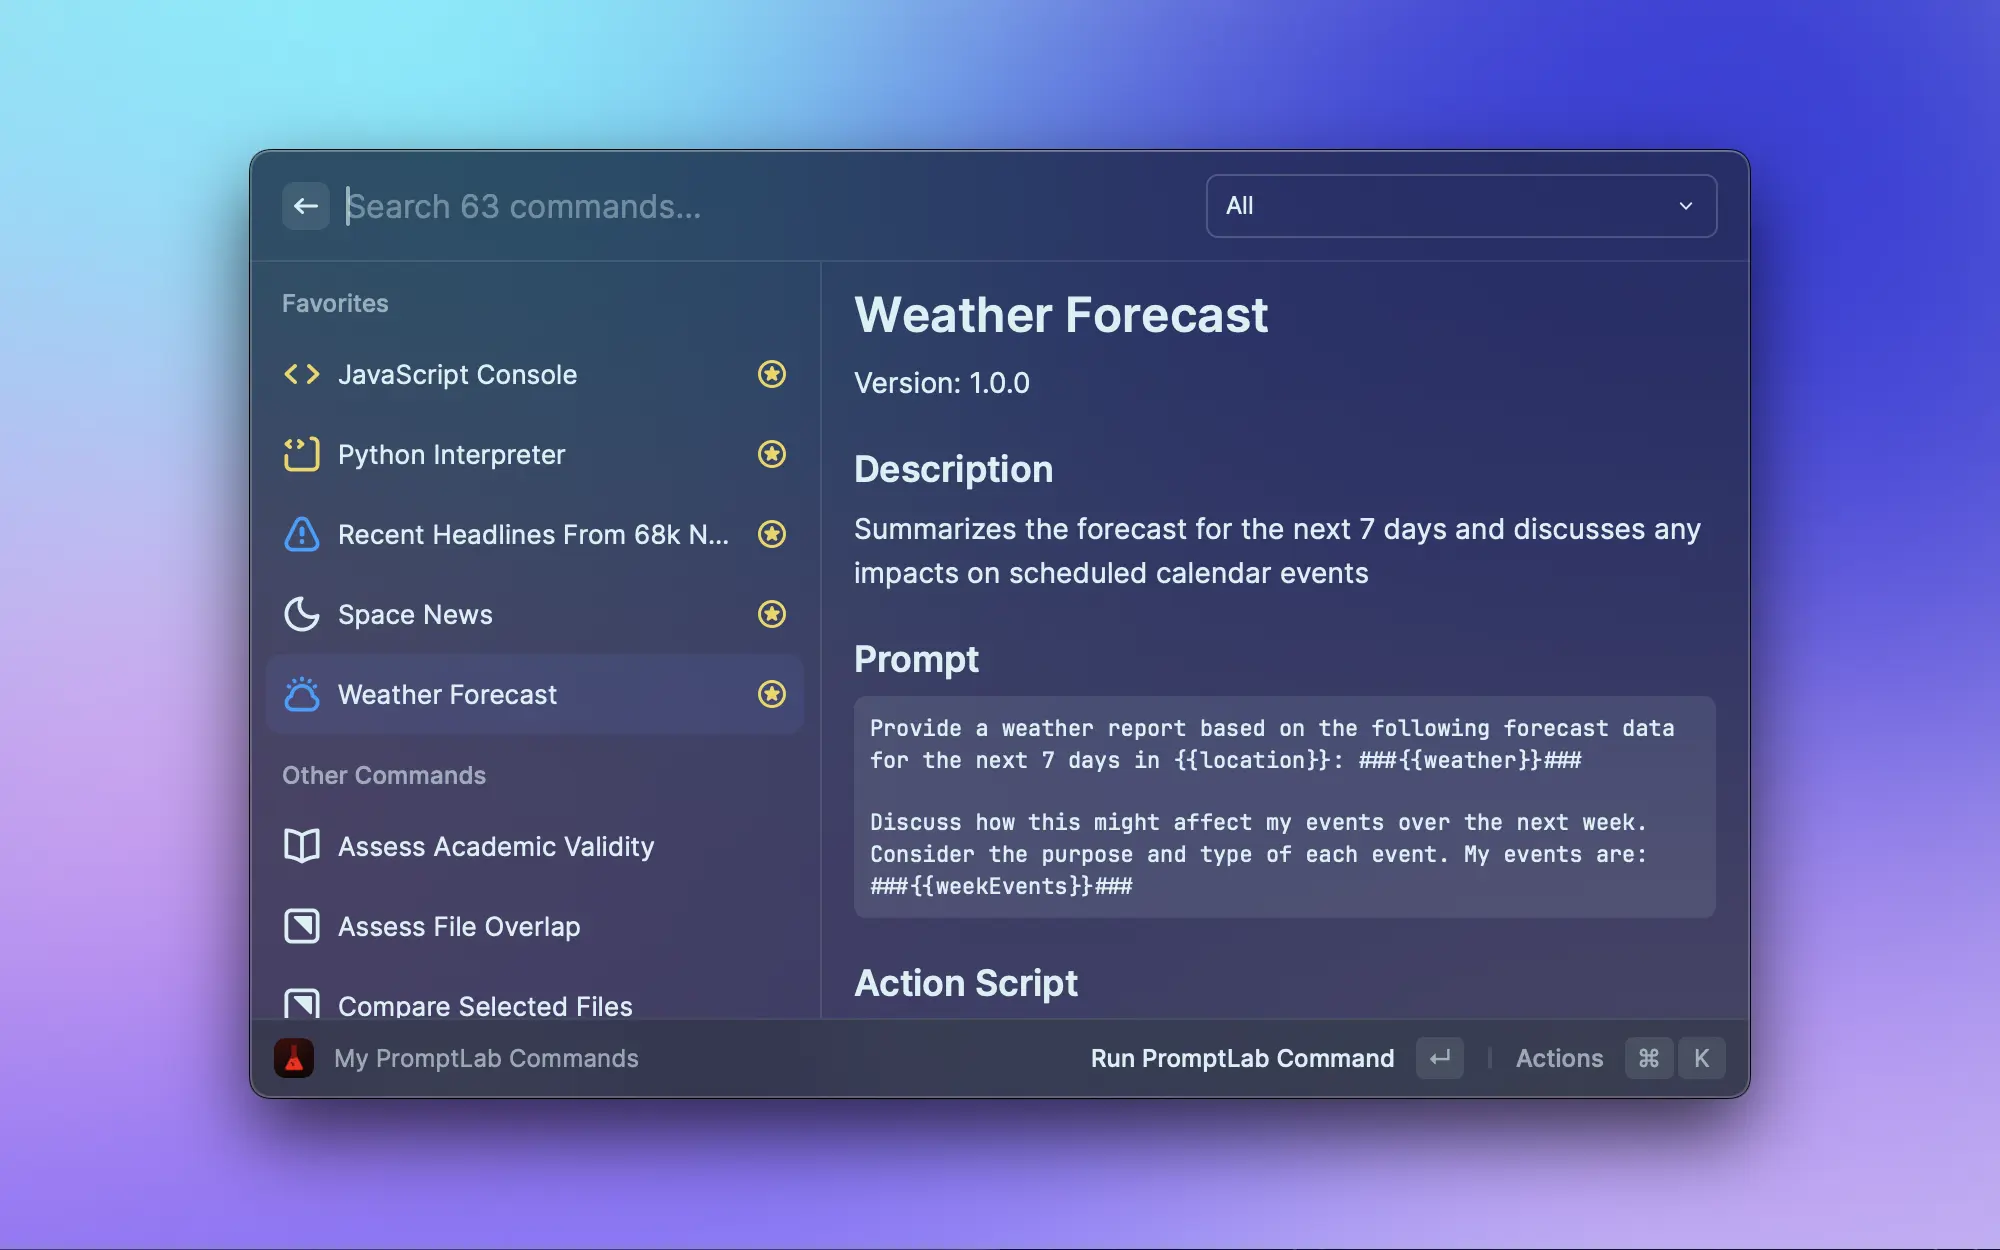 Search 63 commands...
All
Favorites
JavaScript Console
Python Interpreter
Recent Headlines From 68k N...
Space News
Weather Forecast
Other Commands
Assess Academic Validity
Assess File Overlap
Compare Selected Files
Weather Forecast
Version: 1.0.0
Description
Summarizes the forecast for the next 7 days and discusses any
impacts on scheduled calendar events
Prompt
Provide a weather report based on the following forecast data
for the next 7 days in {{location}}: ###{{weather}}###
Discuss how this might affect my events over the next week.
Consider the purpose and type of each event. My events are:
###{{weekEvents}}###
Action Script
My PromptLab Commands
Run PromptLab Command ↵ | Actions ⌘ K